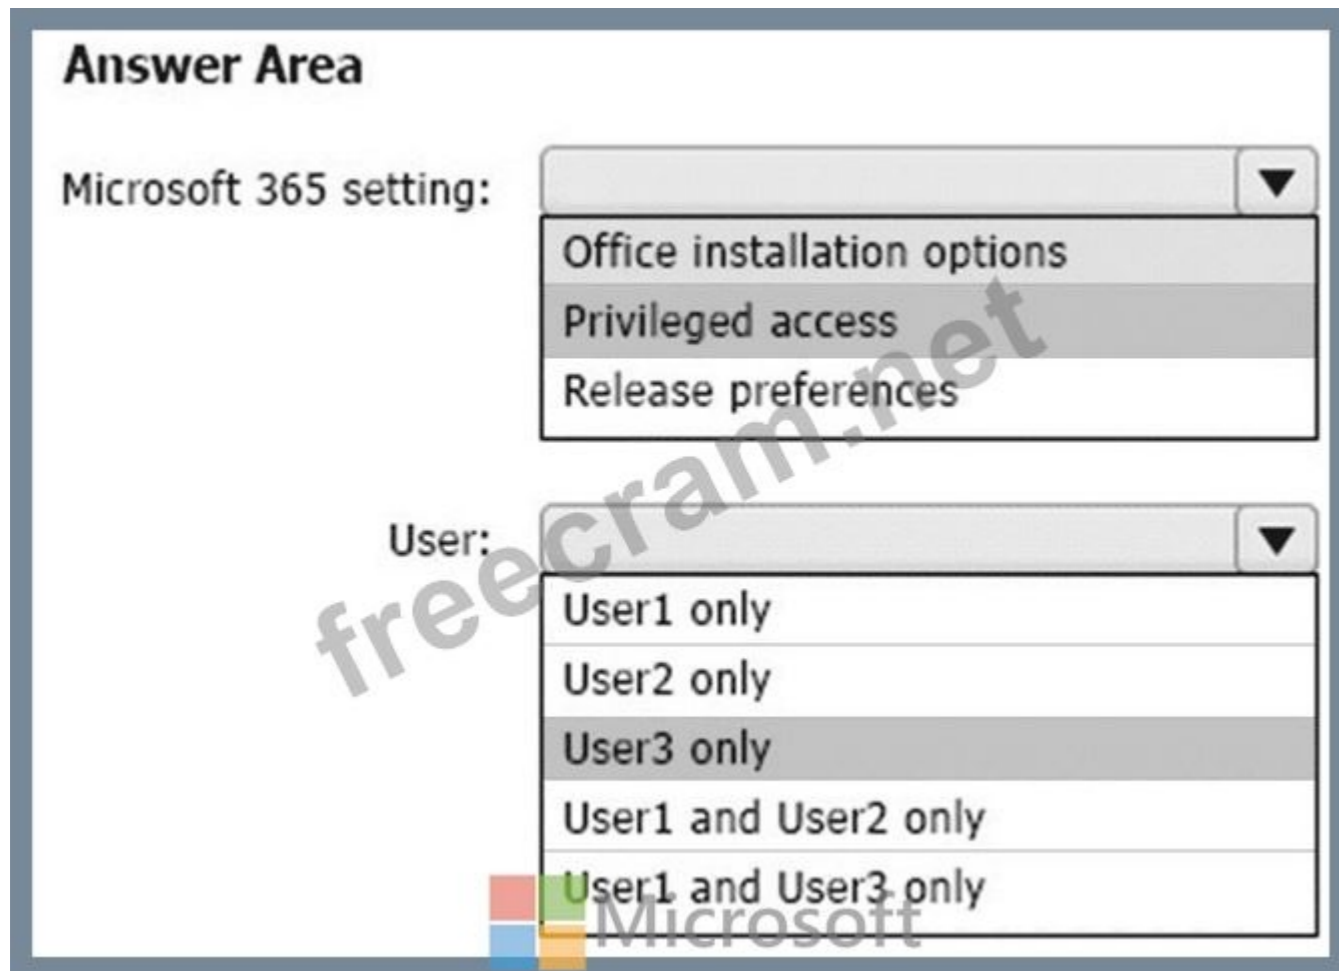 Answer Area
Microsoft 365 setting:
Office installation options
Privileged access
Release preferences
User:
User1 only
User2 only
User3 only
User1 and User2 only
User1 and User3 only
freecram.net
Microsoft